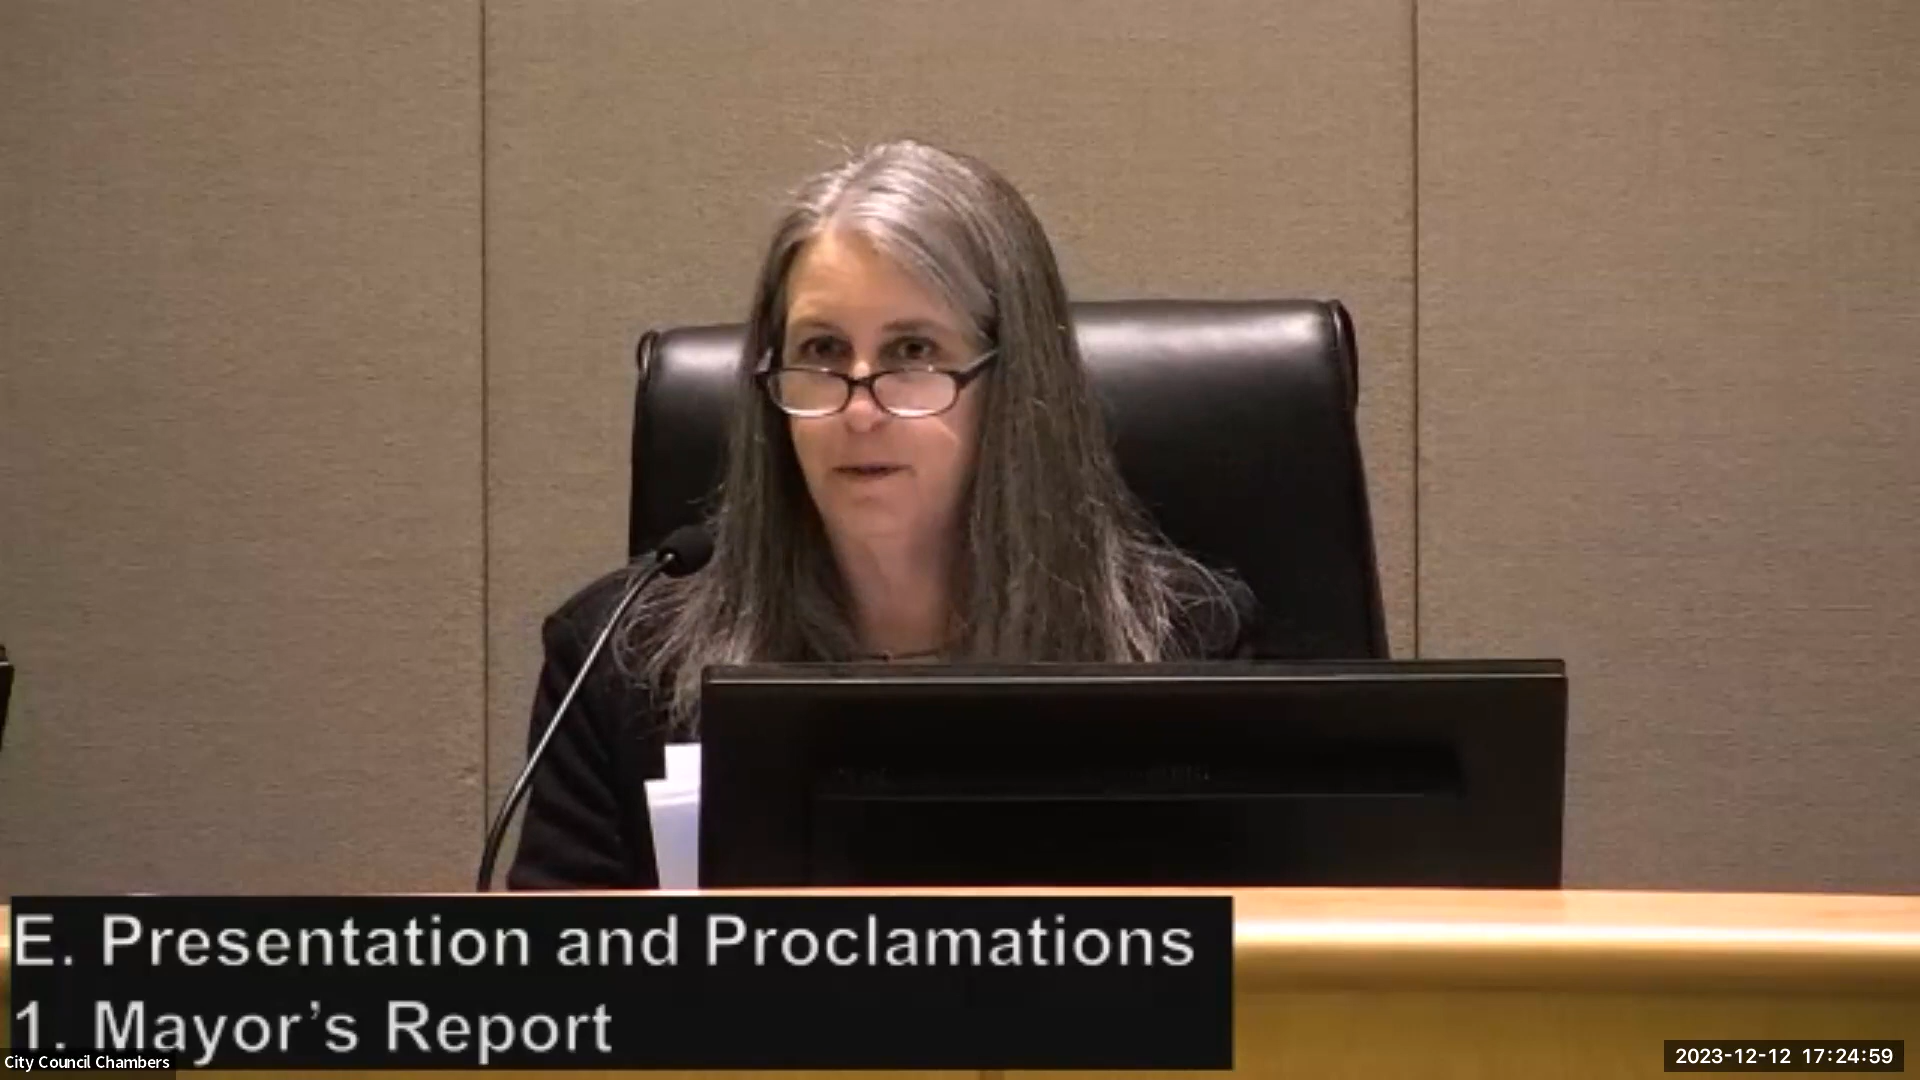 E. Presentation and Proclamations
1. Mayor’s Report
City Council Chambers
2023-12-12 17:24:59